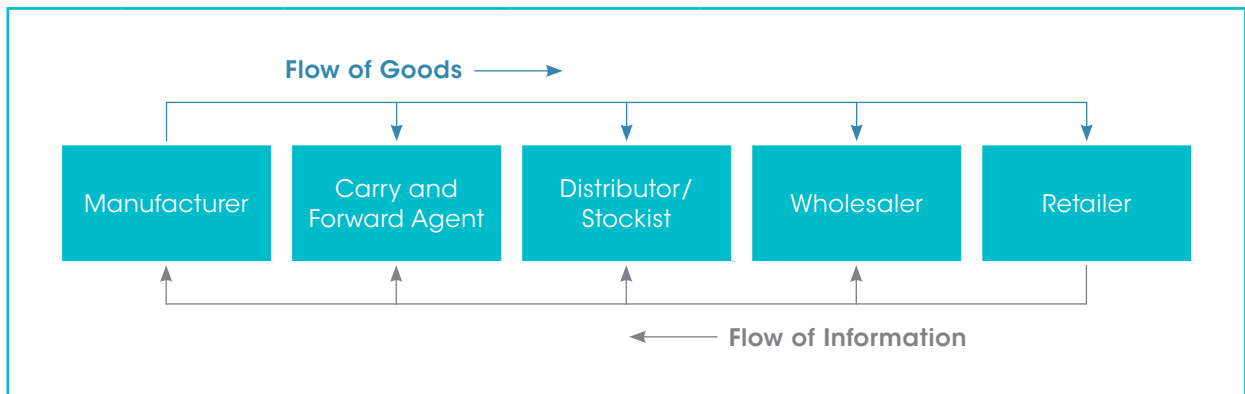 Flow of Goods
Manufacturer
Carry and
Forward Agent
Distributor/
Stockist
Wholesaler
Retailer
Flow of Information